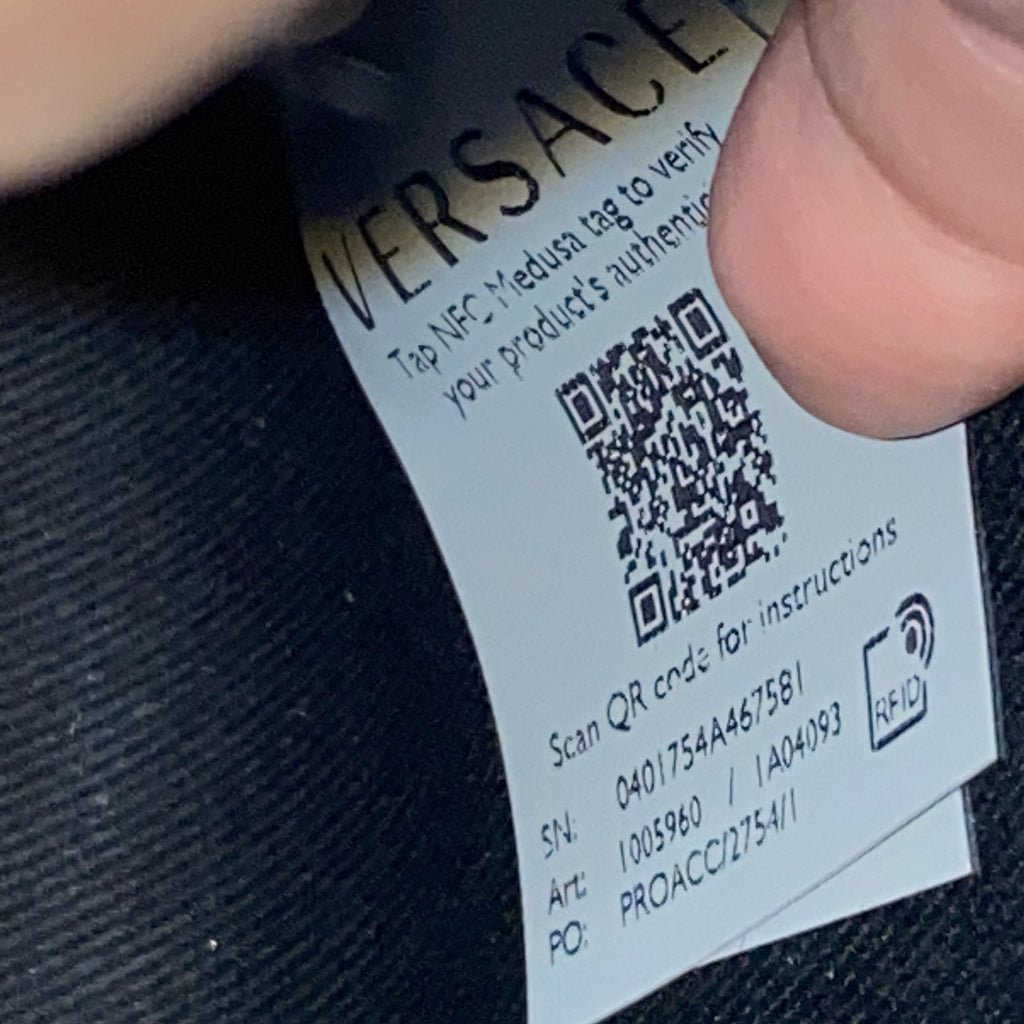 VERSACE
Tap NFC Medusa tag to verify
your product's
Scan QR code for instructions
SN: 0401754A467581
Art: 1005960 / 1A04093
PO: PROACC/2754/1
RFID